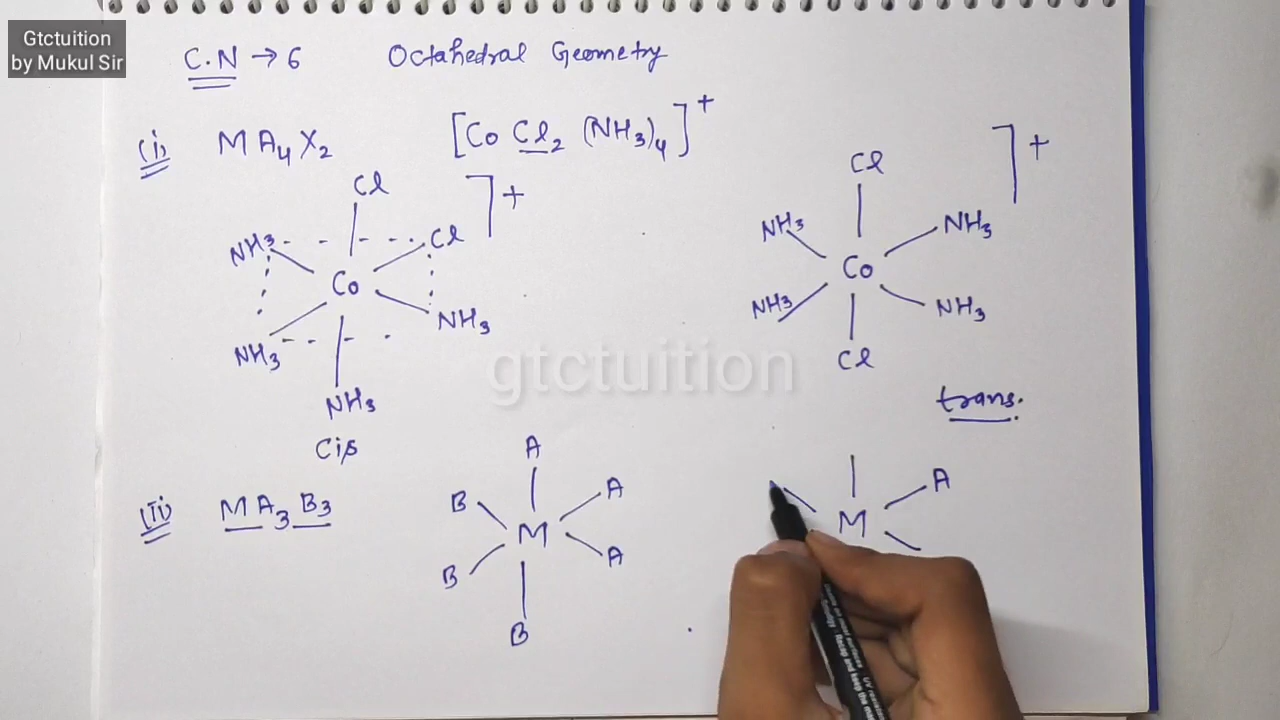 Gtctuition
by Mukul Sir
C.N → 6 Octahedral Geometry
(i) MA₄X₂ [Co Cl₂ (NH₃)₄]⁺
Cl ]⁺
NH₃ Cl
Co
NH₃ NH₃
NH₃
Cis
Cl ]⁺
NH₃ NH₃
Co
NH₃ NH₃
Cl
trans.
gtctuition
(ii) MA₃B₃
A
B A
M
B A
B
M A